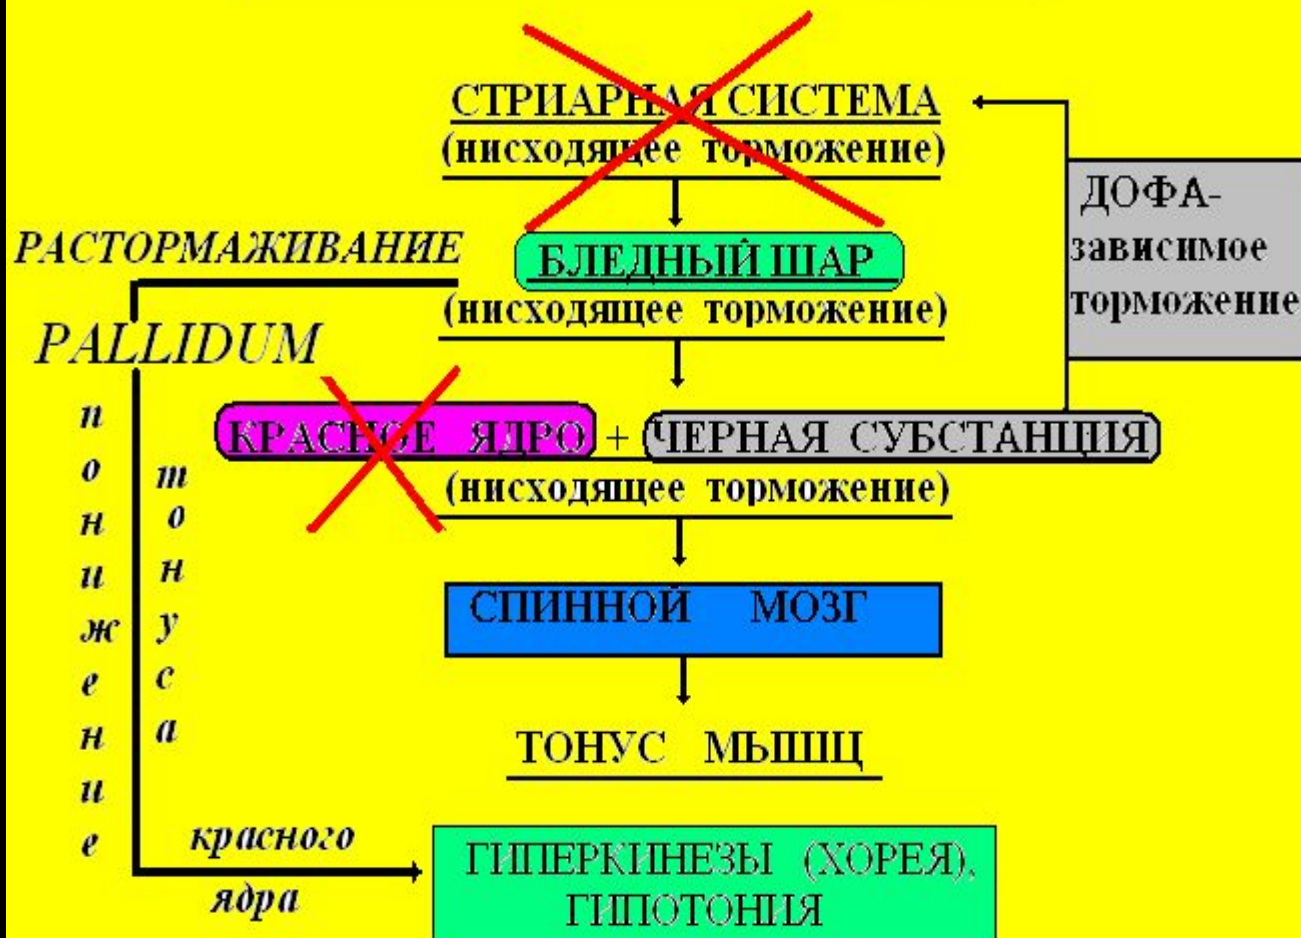 СТРИАРНАЯ СИСТЕМА
(нисходящее торможение)
ДОФА-
зависимое
торможение
РАСТОРМАЖИВАНИЕ
БЛЕДНЫЙ ШАР
(нисходящее торможение)
PALLIDUM
КРАСНОЕ ЯДРО + ЧЕРНАЯ СУБСТАНЦИЯ
(нисходящее торможение)
понижение
тонуса
СПИННОЙ МОЗГ
ТОНУС МЫШЦ
красного
ядра
ГИПЕРКИНЕЗЫ (ХОРЕЯ),
ГИПОТОНИЯ